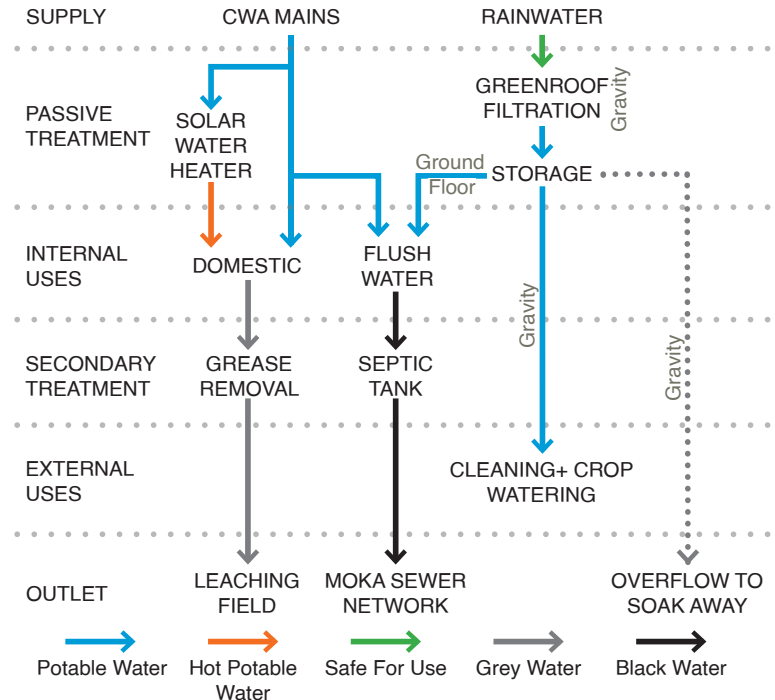 SUPPLY
CWA MAINS
RAINWATER
PASSIVE
TREATMENT
SOLAR
WATER
HEATER
GREENROOF
FILTRATION
Gravity
Ground
Floor
STORAGE
INTERNAL
USES
DOMESTIC
FLUSH
WATER
Gravity
Gravity
SECONDARY
TREATMENT
GREASE
REMOVAL
SEPTIC
TANK
EXTERNAL
USES
CLEANING+ CROP
WATERING
OUTLET
LEACHING
FIELD
MOKA SEWER
NETWORK
OVERFLOW TO
SOAK AWAY
Potable Water
Hot Potable
Water
Safe For Use
Grey Water
Black Water